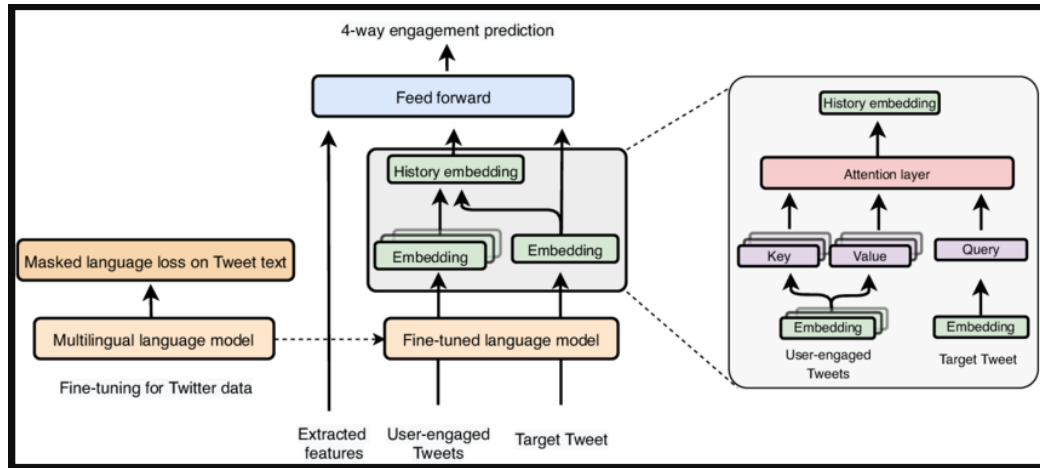 4-way engagement prediction
Feed forward
History embedding
Embedding
Embedding
Masked language loss on Tweet text
Multilingual language model
Fine-tuned language model
Fine-tuning for Twitter data
Extracted
features
User-engaged
Tweets
Target Tweet
History embedding
Attention layer
Key
Value
Query
Embedding
Embedding
User-engaged
Tweets
Target Tweet